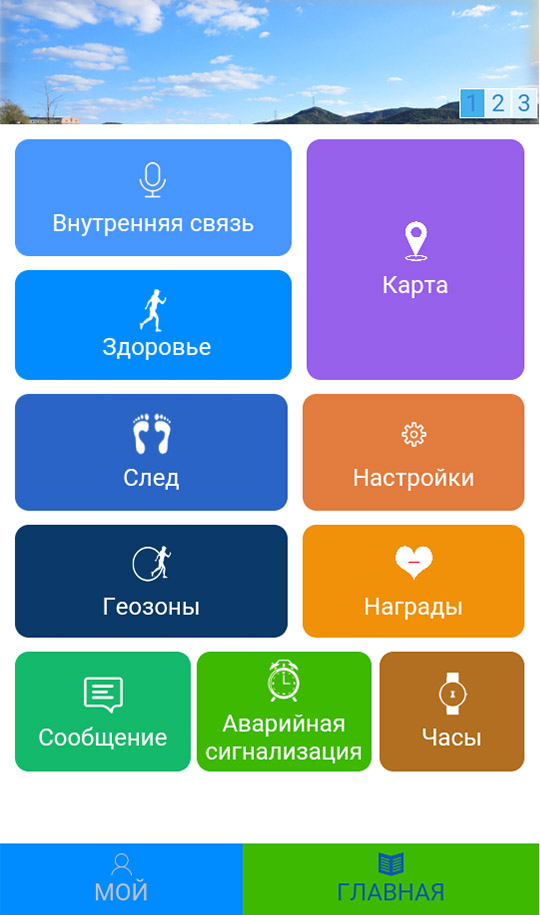 1 2 3
Внутренняя связь
Карта
Здоровье
След
Настройки
Геозоны
Награды
Сообщение
Аварийная
сигнализация
Часы
МОЙ
ГЛАВНАЯ